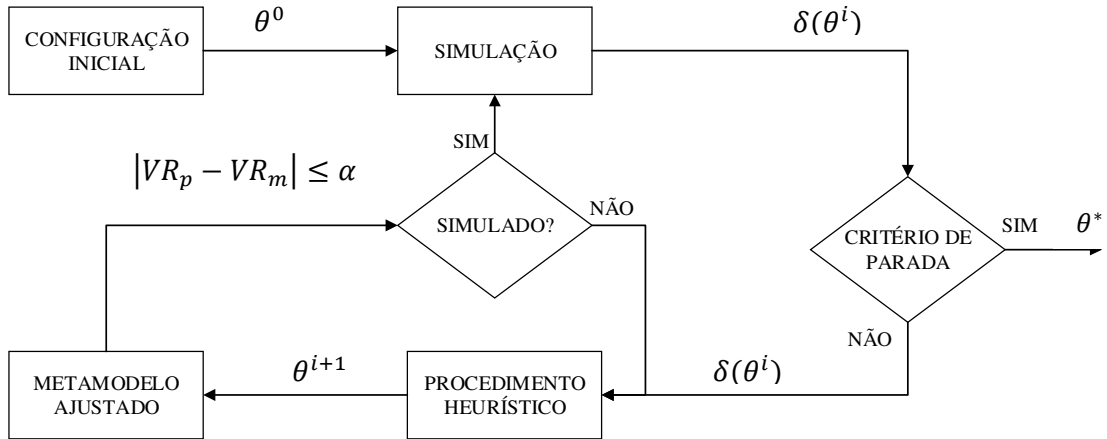 θ⁰
δ(θⁱ)
CONFIGURAÇÃO
INICIAL
SIMULAÇÃO
SIM
|VRₚ − VRₘ| ≤ α
NÃO
SIMULADO?
SIM
θ*
CRITÉRIO DE
PARADA
NÃO
θⁱ⁺¹
δ(θⁱ)
METAMODELO
AJUSTADO
PROCEDIMENTO
HEURÍSTICO